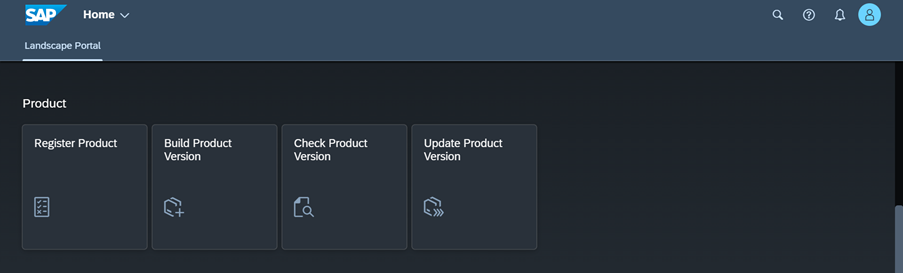 SAP
Home
Landscape Portal
Product
Register Product
Build Product
Version
Check Product
Version
Update Product
Version